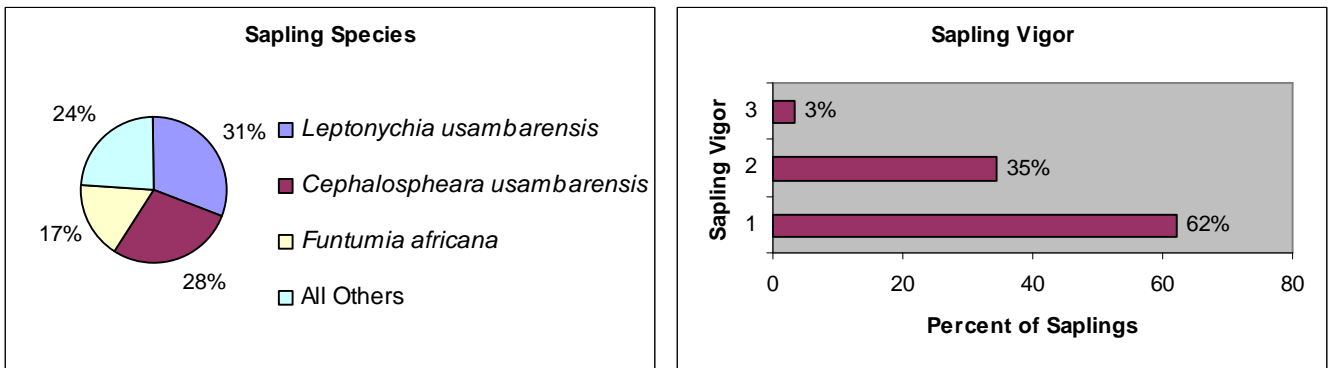 Sapling Species
24%
31%
17%
28%
Leptonychia usambarensis
Cephalospheara usambarensis
Funtumia africana
All Others
Sapling Vigor
Sapling Vigor
3
3%
2
35%
1
62%
0 20 40 60 80
Percent of Saplings